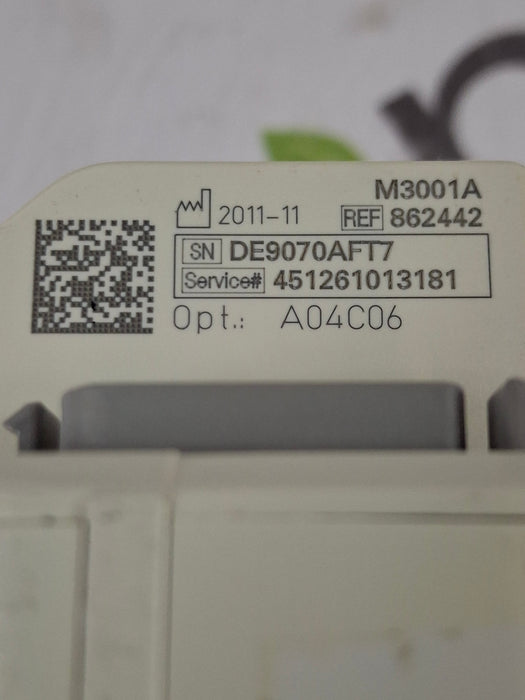 M3001A
2011-11 REF 862442
SN DE9070AFT7
Service# 451261013181
Opt.: A04C06